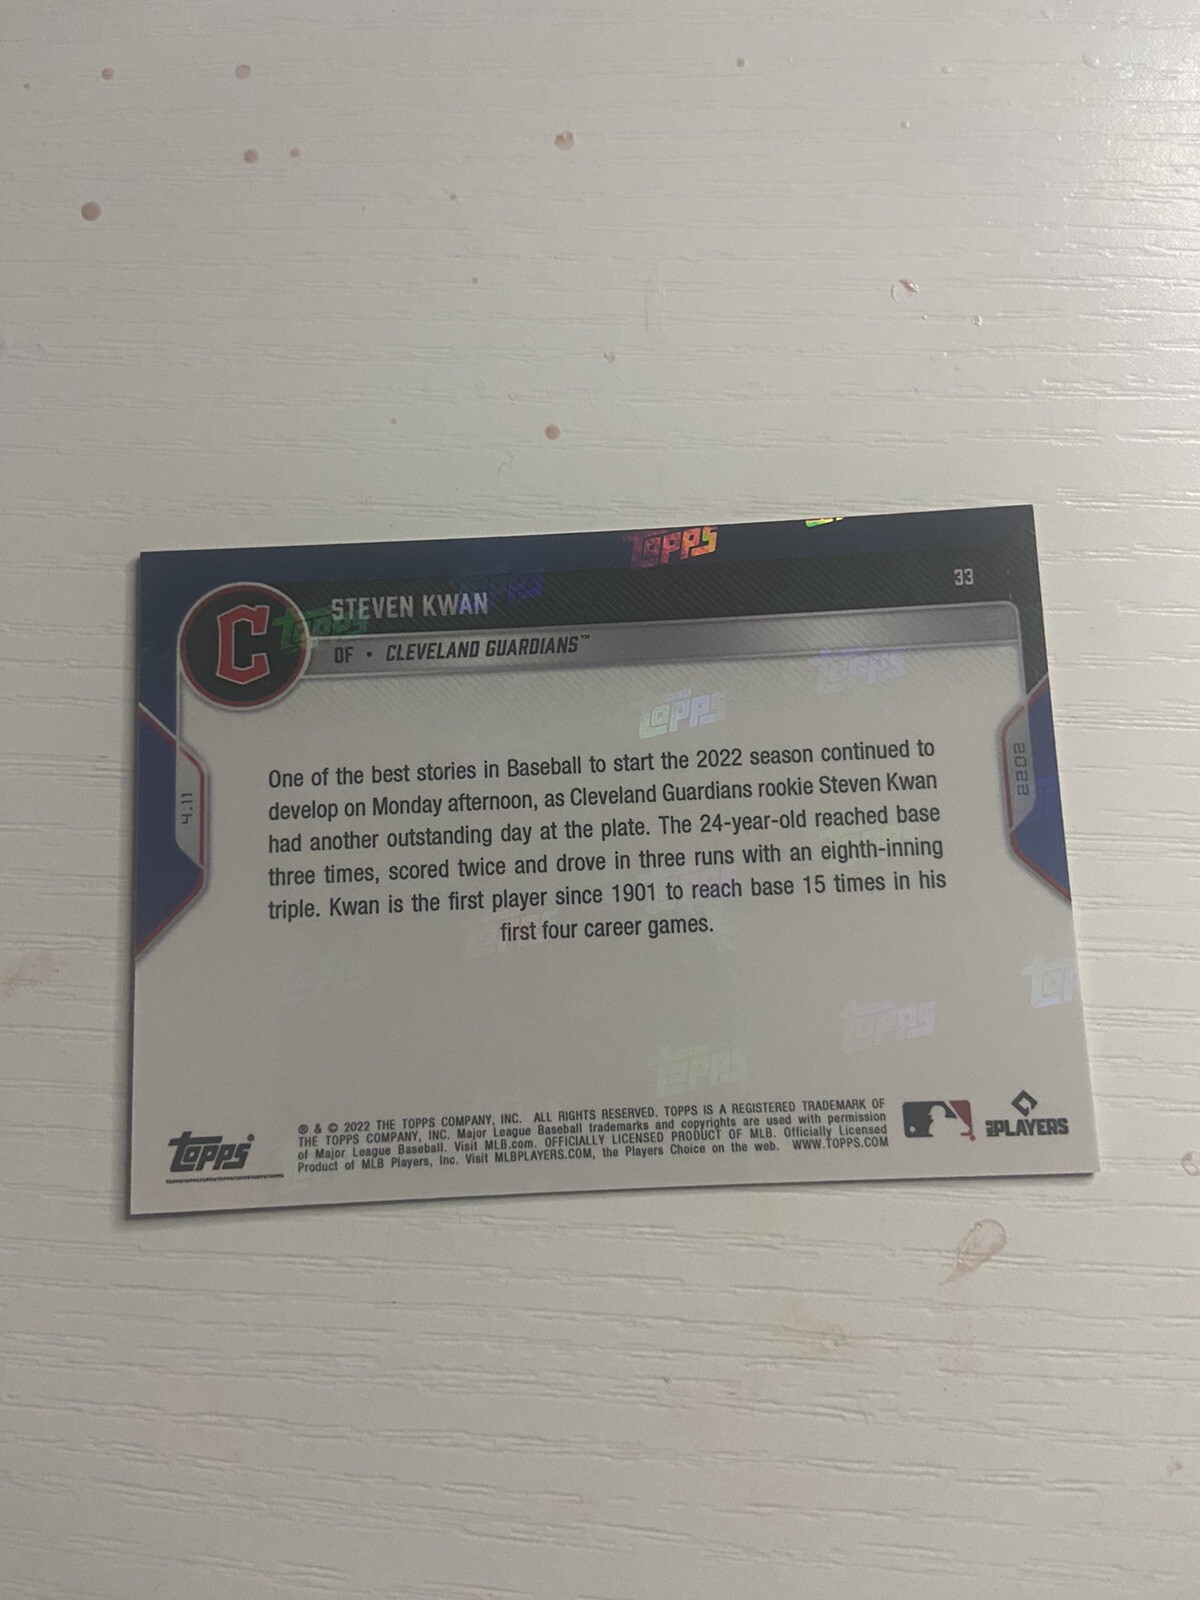 33
STEVEN KWAN
OF • CLEVELAND GUARDIANS™
4.11
2022
One of the best stories in Baseball to start the 2022 season continued to
develop on Monday afternoon, as Cleveland Guardians rookie Steven Kwan
had another outstanding day at the plate. The 24-year-old reached base
three times, scored twice and drove in three runs with an eighth-inning
triple. Kwan is the first player since 1901 to reach base 15 times in his
first four career games.
topps
® & © 2022 THE TOPPS COMPANY, INC. ALL RIGHTS RESERVED. TOPPS IS A REGISTERED TRADEMARK OF
THE TOPPS COMPANY, INC. Major League Baseball trademarks and copyrights are used with permission
of Major League Baseball. Visit MLB.com. OFFICIALLY LICENSED PRODUCT OF MLB. Officially Licensed
Product of MLB Players, Inc. Visit MLBPLAYERS.COM, the Players Choice on the web. WWW.TOPPS.COM
PLAYERS